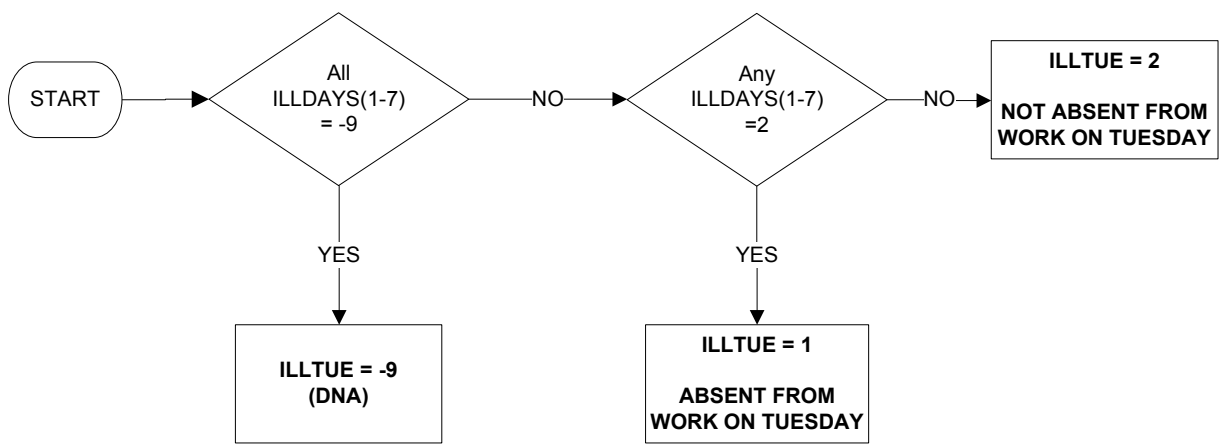 START
All
ILLDAYS(1-7)
= -9
NO
Any
ILLDAYS(1-7)
=2
NO
ILLTUE = 2
NOT ABSENT FROM
WORK ON TUESDAY
YES
YES
ILLTUE = -9
(DNA)
ILLTUE = 1
ABSENT FROM
WORK ON TUESDAY